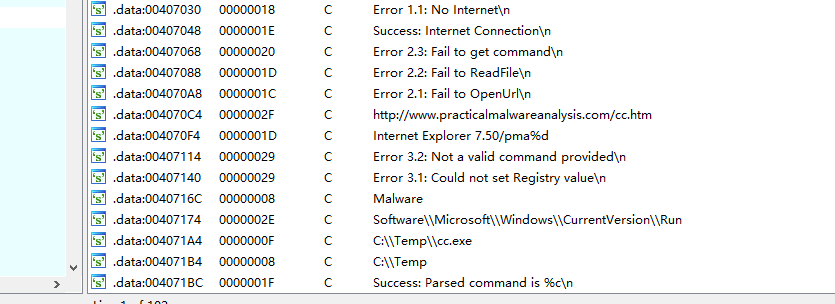 .data:00407030 00000018 C Error 1.1: No Internet\n
.data:00407048 0000001E C Success: Internet Connection\n
.data:00407068 00000020 C Error 2.3: Fail to get command\n
.data:00407088 0000001D C Error 2.2: Fail to ReadFile\n
.data:004070A8 0000001C C Error 2.1: Fail to OpenUrl\n
.data:004070C4 0000002F C http://www.practicalmalwareanalysis.com/cc.htm
.data:004070F4 0000001D C Internet Explorer 7.50/pma%d
.data:00407114 00000029 C Error 3.2: Not a valid command provided\n
.data:00407140 00000029 C Error 3.1: Could not set Registry value\n
.data:0040716C 00000008 C Malware
.data:00407174 0000002E C Software\\Microsoft\\Windows\\CurrentVersion\\Run
.data:004071A4 0000000F C C:\\Temp\\cc.exe
.data:004071B4 00000008 C C:\\Temp
.data:004071BC 0000001F C Success: Parsed command is %c\n